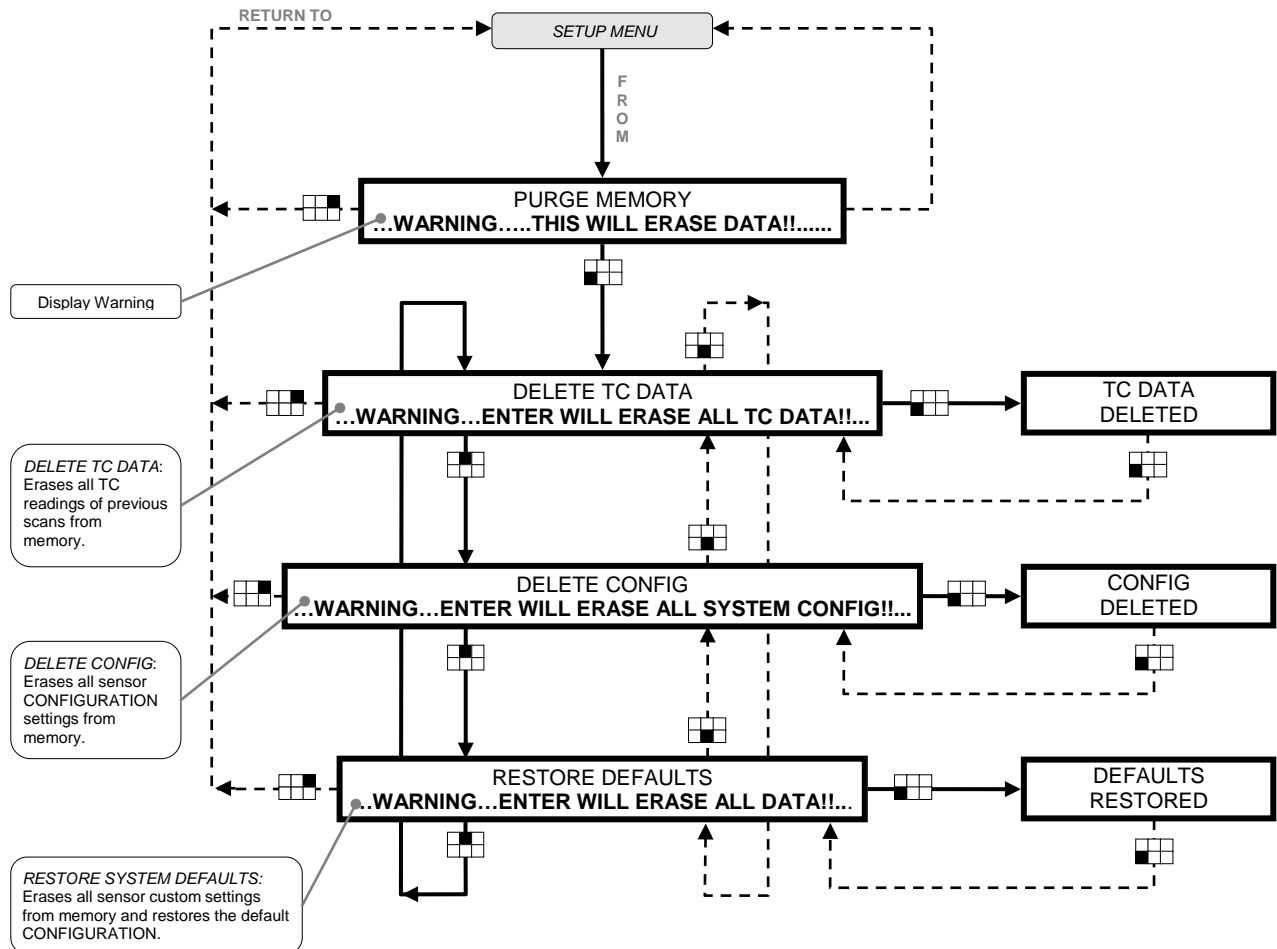 RETURN TO
SETUP MENU
F
R
O
M
PURGE MEMORY
...WARNING.....THIS WILL ERASE DATA!!......
Display Warning
DELETE TC DATA
...WARNING...ENTER WILL ERASE ALL TC DATA!!...
TC DATA
DELETED
DELETE TC DATA:
Erases all TC
readings of previous
scans from
memory.
DELETE CONFIG
...WARNING...ENTER WILL ERASE ALL SYSTEM CONFIG!!...
CONFIG
DELETED
DELETE CONFIG:
Erases all sensor
CONFIGURATION
settings from
memory.
RESTORE DEFAULTS
...WARNING...ENTER WILL ERASE ALL DATA!!...
DEFAULTS
RESTORED
RESTORE SYSTEM DEFAULTS:
Erases all sensor custom settings
from memory and restores the default
CONFIGURATION.